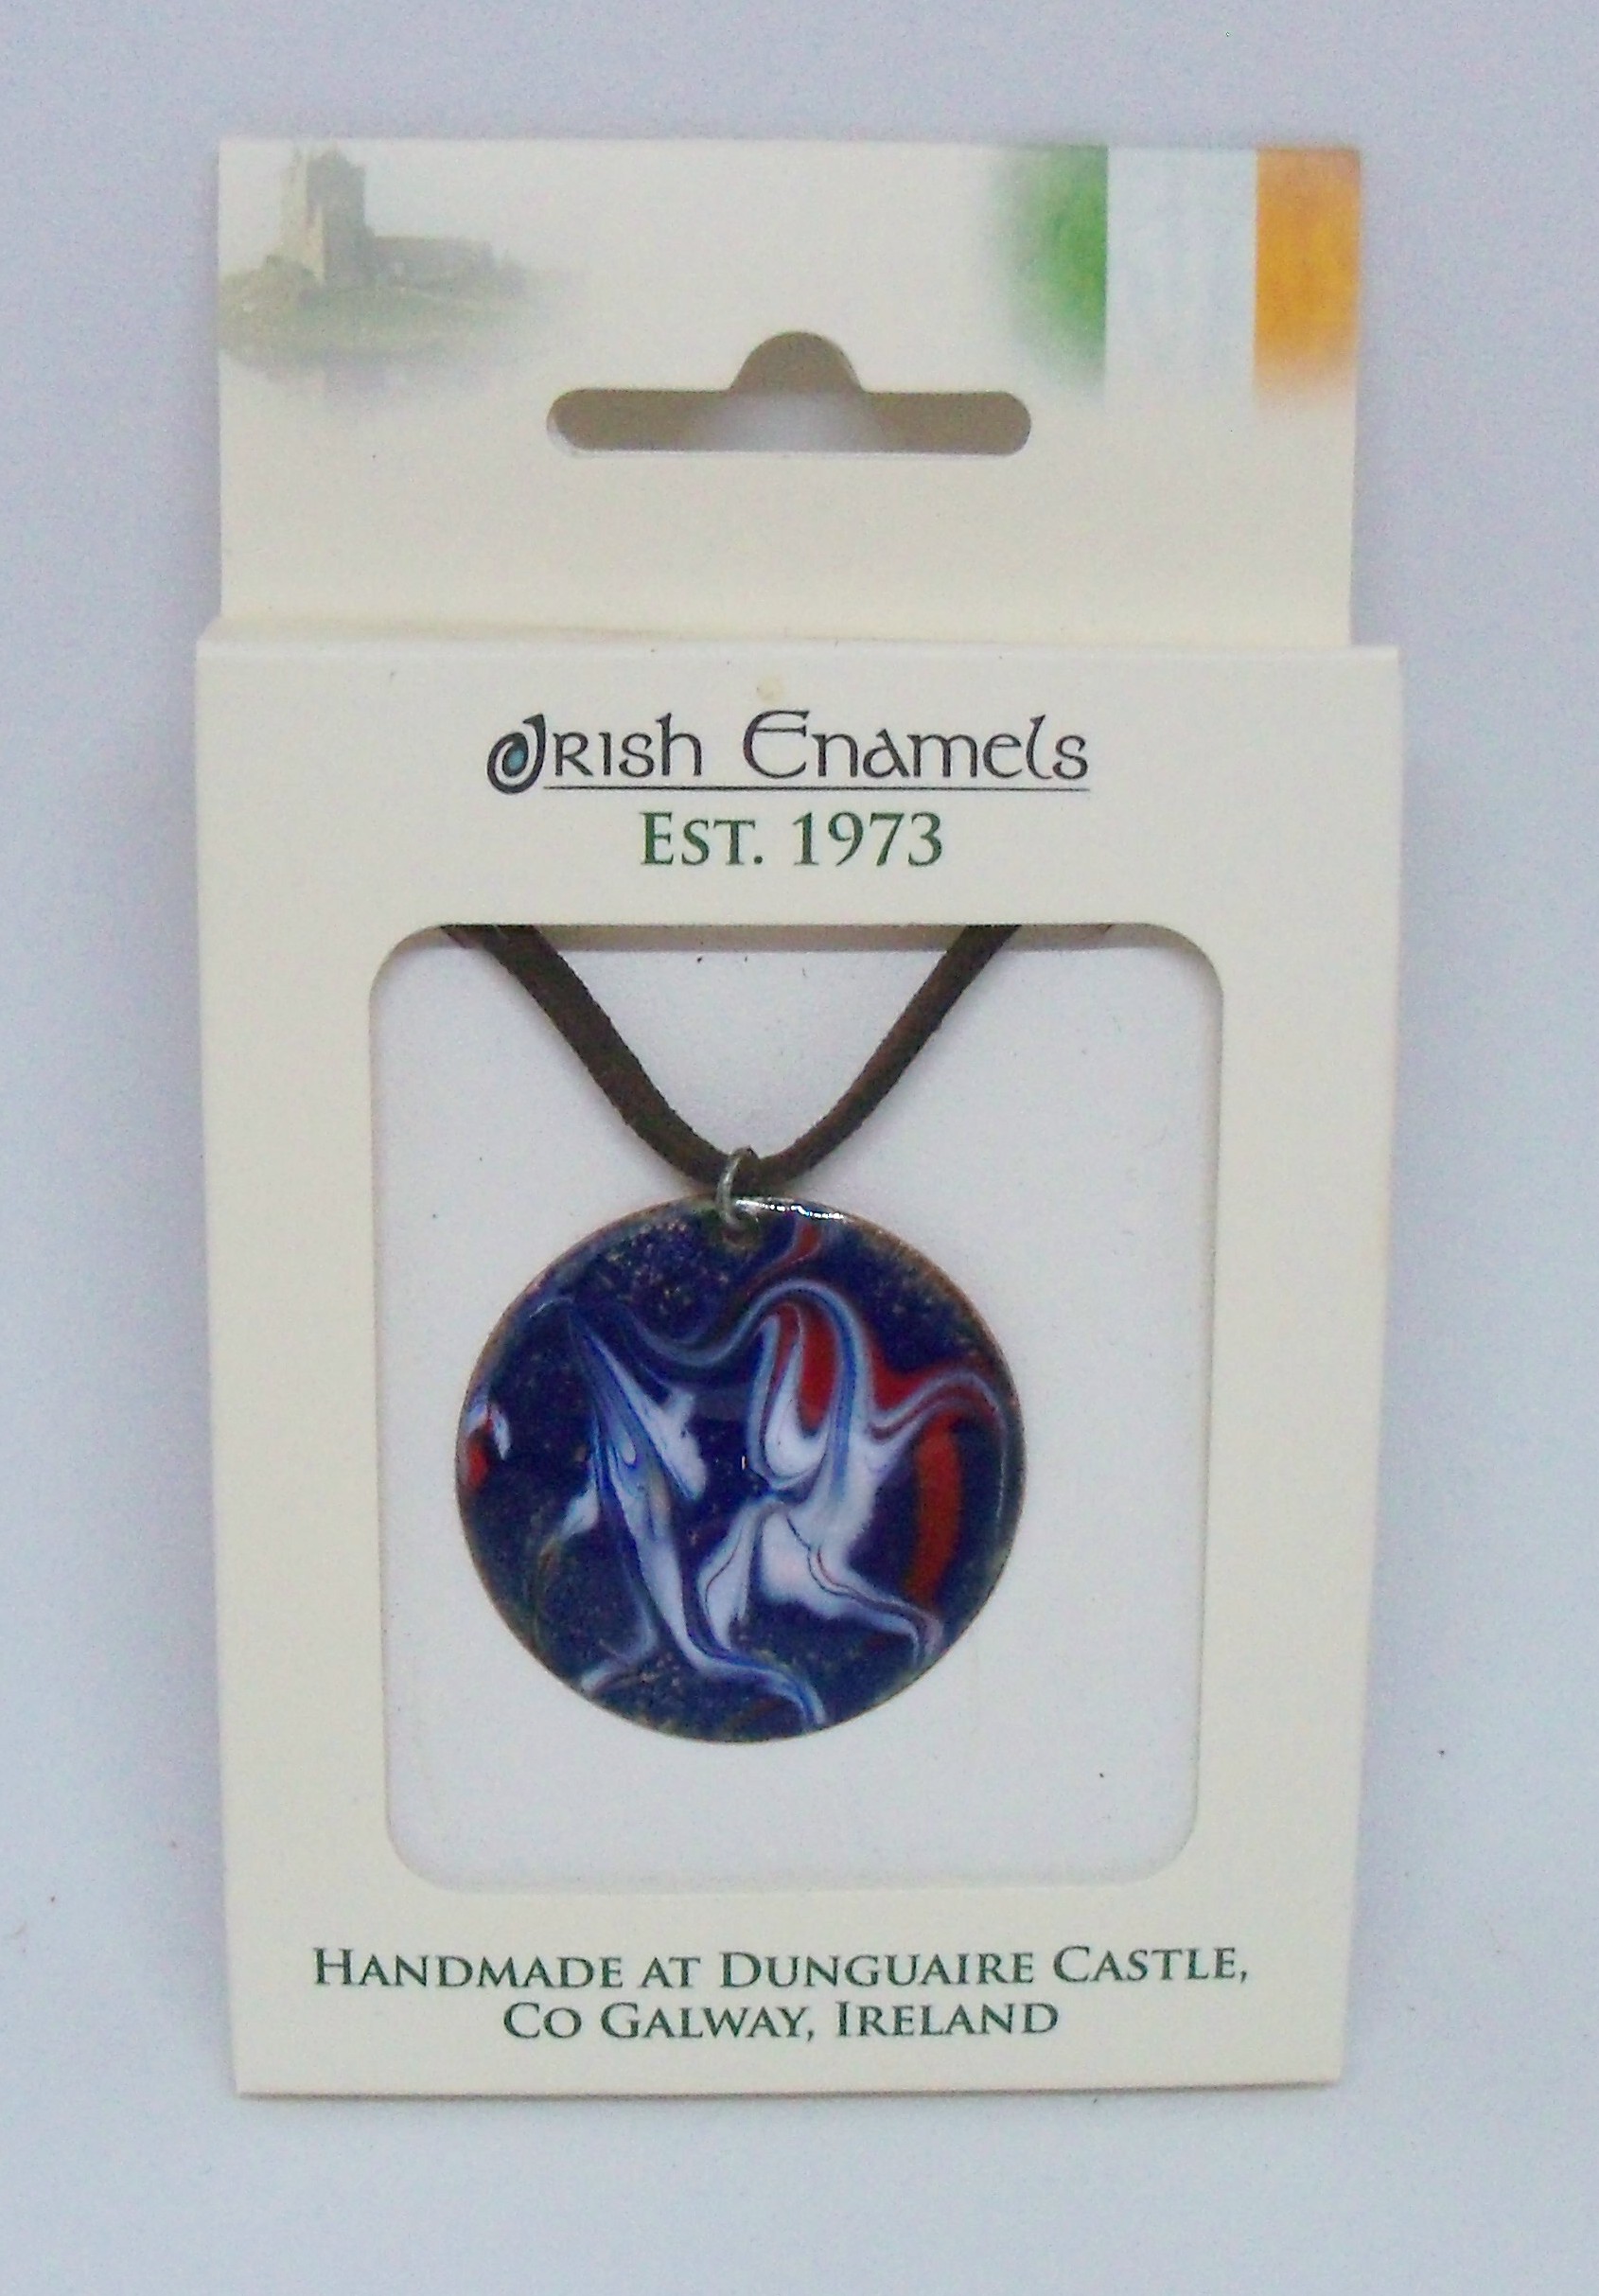 Irish Enamels
Est. 1973
Handmade at Dunguaire Castle,
Co Galway, Ireland